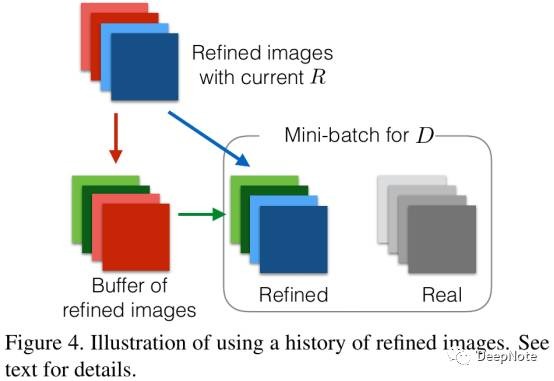 Refined images
with current R
Mini-batch for D
Buffer of
refined images
Refined
Real
Figure 4. Illustration of using a history of refined images. See
text for details.
DeepNote